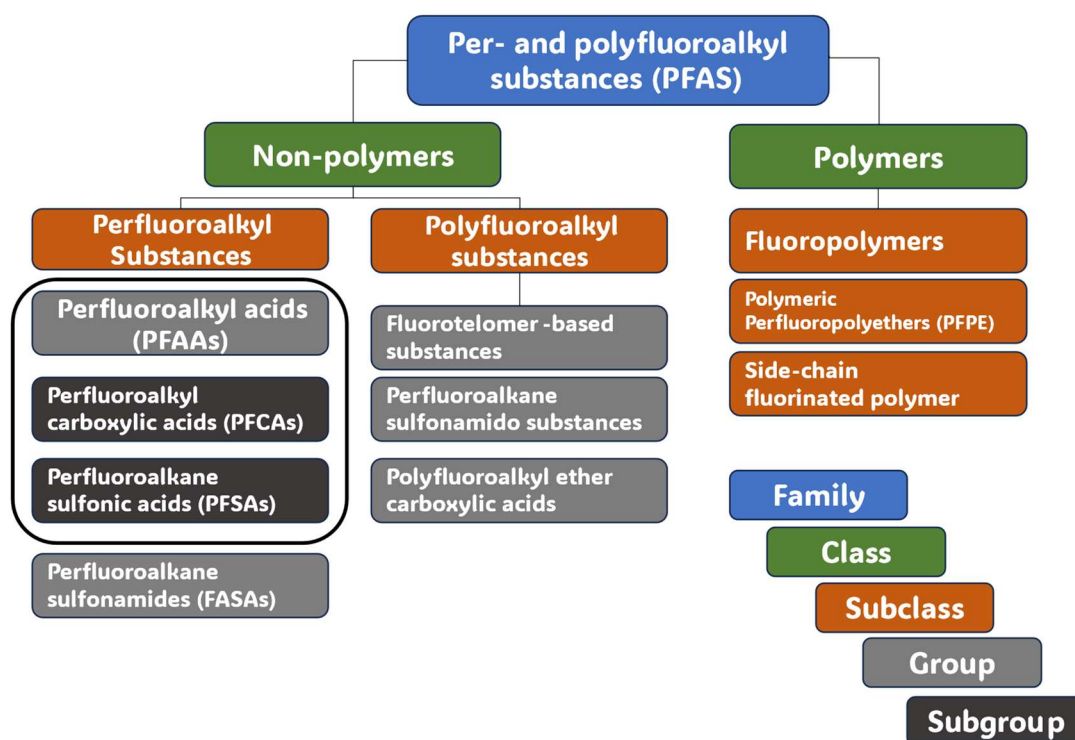 Per- and polyfluoroalkyl
substances (PFAS)
Non-polymers
Polymers
Perfluoroalkyl
Substances
Polyfluoroalkyl
substances
Fluoropolymers
Perfluoroalkyl acids
(PFAAs)
Perfluoroalkyl
carboxylic acids (PFCAs)
Perfluoroalkane
sulfonic acids (PFSAs)
Perfluoroalkane
sulfonamides (FASAs)
Fluorotelomer -based
substances
Perfluoroalkane
sulfonamido substances
Polyfluoroalkyl ether
carboxylic acids
Polymeric
Perfluoropolyethers (PFPE)
Side-chain
fluorinated polymer
Family
Class
Subclass
Group
Subgroup